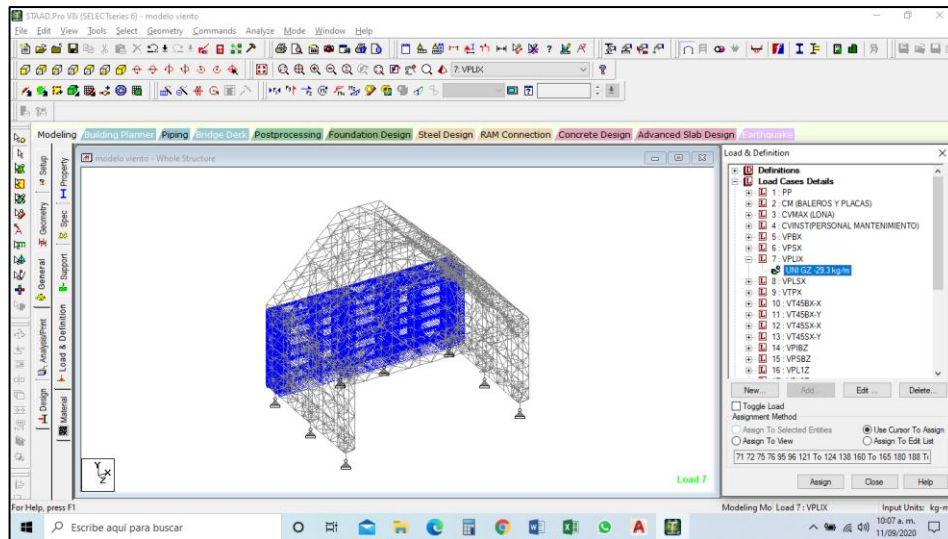 STAAD.Pro V8i (SELECTseries 6) - modelo viento
File Edit View Tools Select Geometry Commands Analyze Mode Window Help
7: VPLIX
Modeling Building Planner Piping Bridge Deck Postprocessing Foundation Design Steel Design RAM Connection Concrete Design Advanced Slab Design Earthquake
modelo viento - Whole Structure
Setup
Geometry
General
Analysis/Print
Design
Property
Spec
Support
Load & Definition
Material
Y
X
Z
Load 7
Load & Definition
Definitions
Load Cases Details
1 : PP
2 : CM (BALEROS Y PLACAS)
3 : CVMAX (LONA)
4 : CVINST(PERSONAL MANTENIMIENTO)
5 : VPBX
6 : VPSX
7 : VPLIX
UNI GZ -29.3 kg/m
8 : VPLSX
9 : VTPX
10 : VT45BX-X
11 : VT45BX-Y
12 : VT45SX-X
13 : VT45SX-Y
14 : VPIBZ
15 : VPSBZ
16 : VPL1Z
New... Add... Edit... Delete...
Toggle Load
Assignment Method
Assign To Selected Entities Use Cursor To Assign
Assign To View Assign To Edit List
71 72 75 76 95 96 121 To 124 138 160 To 165 180 188 To
Assign Close Help
For Help, press F1
Modeling Mo Load 7 : VPLIX Input Units: kg-m
Escribe aquí para buscar
10:07 a. m.
11/09/2020